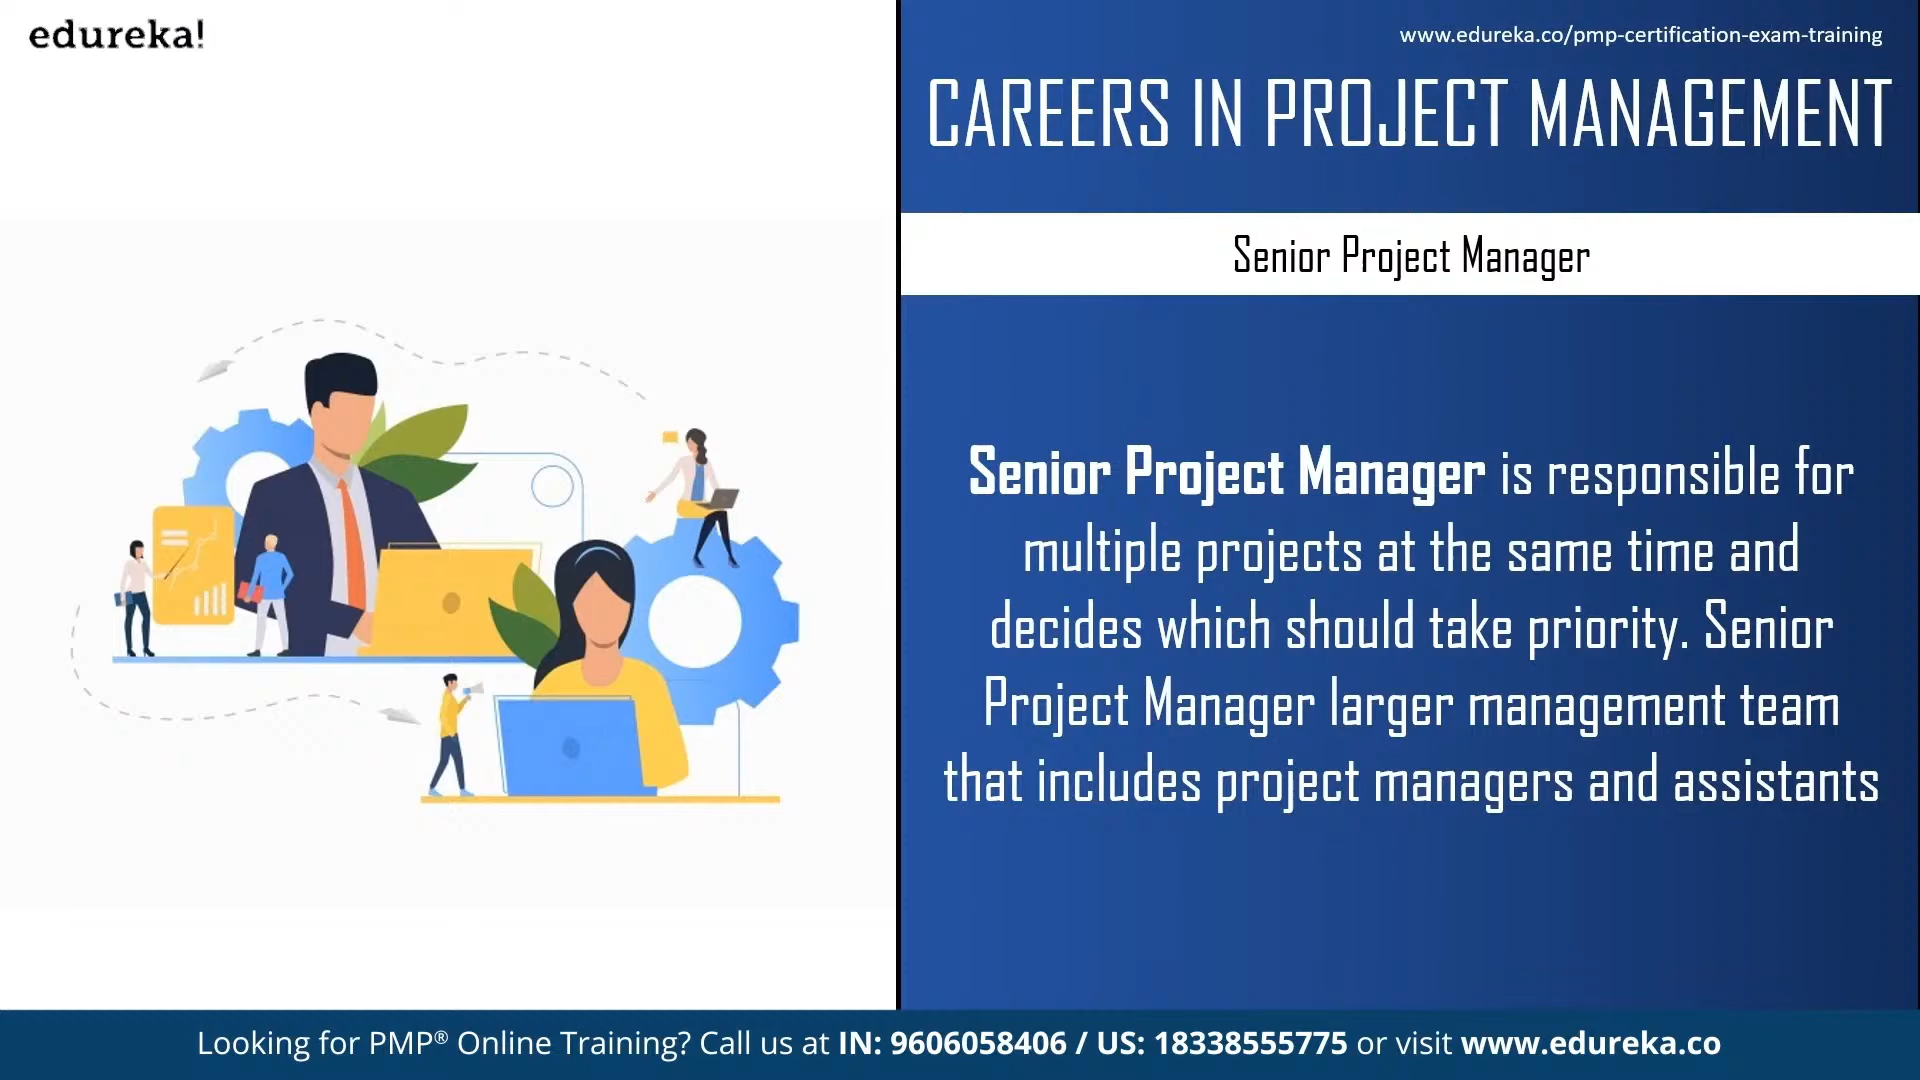 edureka!
www.edureka.co/pmp-certification-exam-training
CAREERS IN PROJECT MANAGEMENT
Senior Project Manager
Senior Project Manager is responsible for
multiple projects at the same time and
decides which should take priority. Senior
Project Manager larger management team
that includes project managers and assistants
Looking for PMP® Online Training? Call us at IN: 9606058406 / US: 18338555775 or visit www.edureka.co